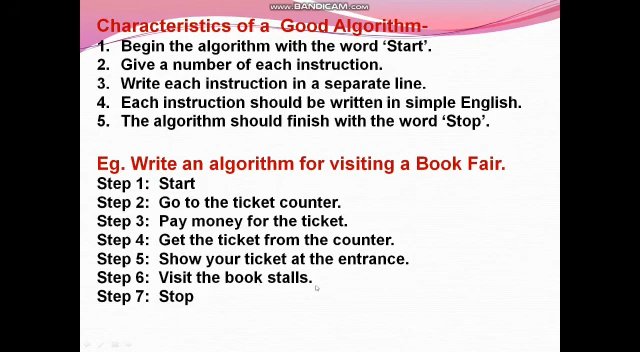 www.BANDICAM.com
Characteristics of a Good Algorithm-
1. Begin the algorithm with the word ‘Start’.
2. Give a number of each instruction.
3. Write each instruction in a separate line.
4. Each instruction should be written in simple English.
5. The algorithm should finish with the word ‘Stop’.
Eg. Write an algorithm for visiting a Book Fair.
Step 1: Start
Step 2: Go to the ticket counter.
Step 3: Pay money for the ticket.
Step 4: Get the ticket from the counter.
Step 5: Show your ticket at the entrance.
Step 6: Visit the book stalls.
Step 7: Stop